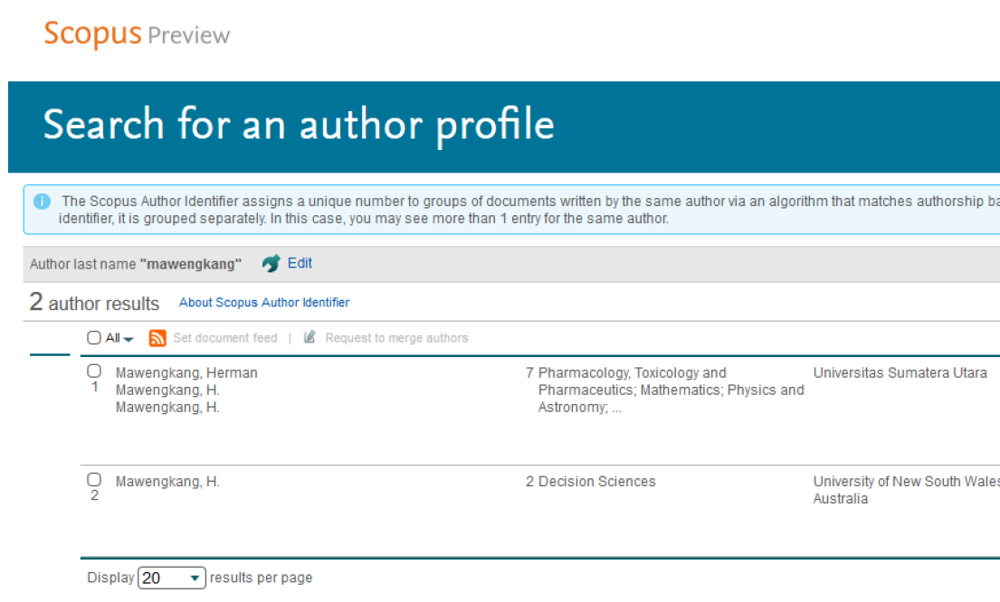 Scopus Preview
Search for an author profile
The Scopus Author Identifier assigns a unique number to groups of documents written by the same author via an algorithm that matches authorship
identifier, it is grouped separately. In this case, you may see more than 1 entry for the same author.
Author last name "mawengkang" Edit
2 author results About Scopus Author Identifier
All Set document feed | Request to merge authors
1 Mawengkang, Herman 7 Pharmacology, Toxicology and Universitas Sumatera Utara
Mawengkang, H. Pharmaceutics; Mathematics; Physics and
Mawengkang, H. Astronomy; ...
2 Mawengkang, H. 2 Decision Sciences University of New South Wales
Australia
Display 20 results per page